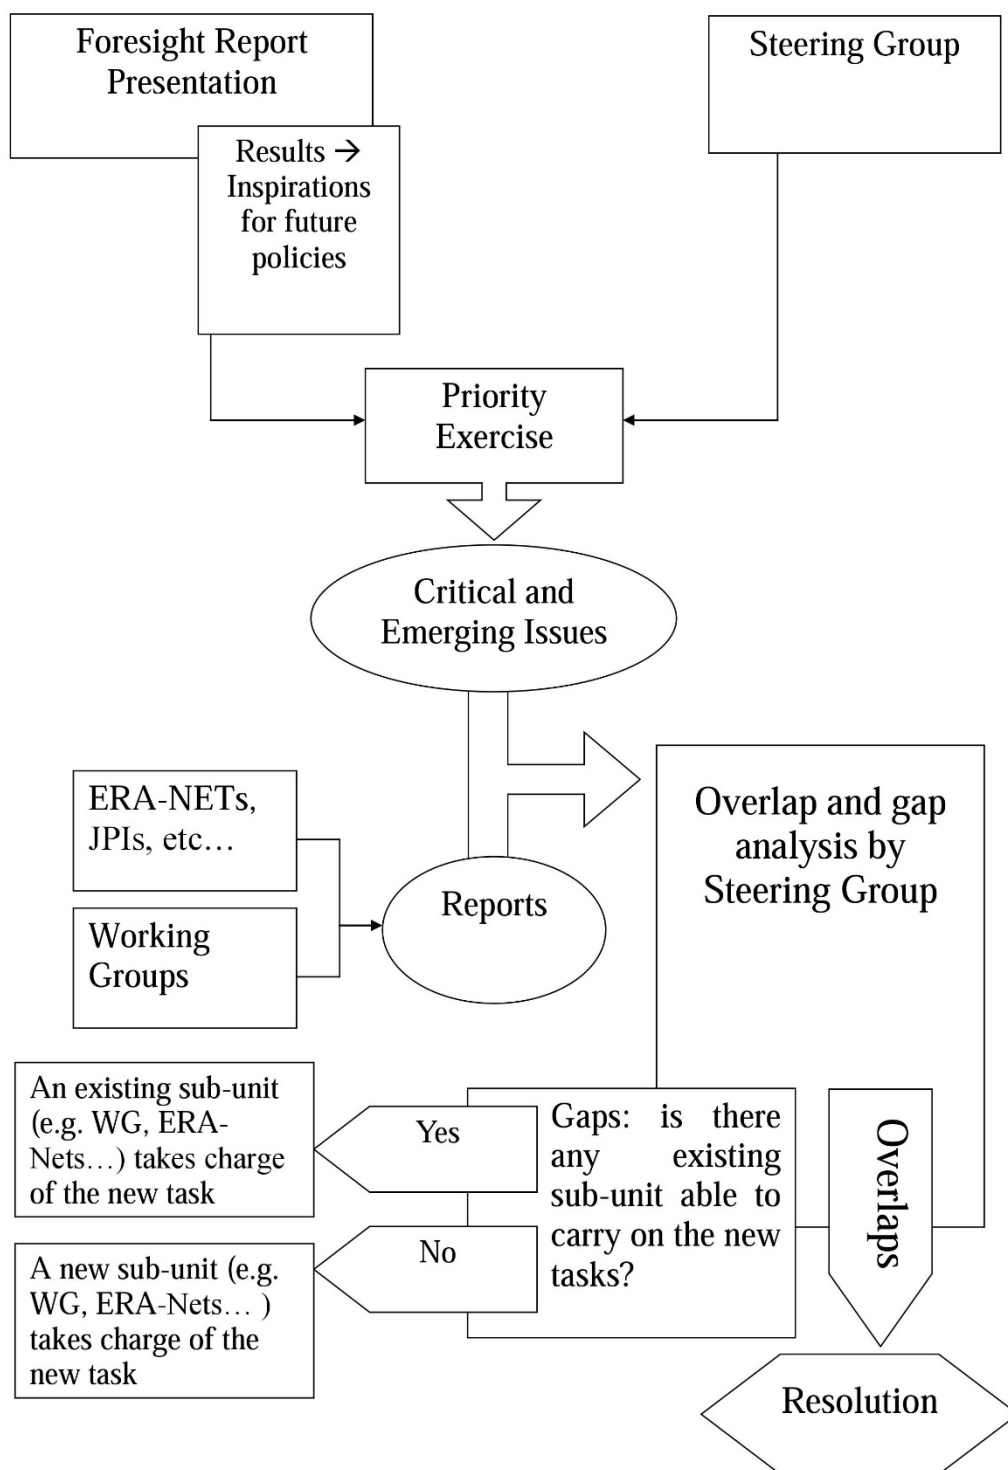 Foresight Report
Presentation
Steering Group
Results →
Inspirations
for future
policies
Priority
Exercise
Critical and
Emerging Issues
ERA-NETs,
JPIs, etc…
Working
Groups
Reports
Overlap and gap
analysis by
Steering Group
An existing sub-unit
(e.g. WG, ERA-
Nets…) takes charge
of the new task
Yes
Gaps: is there
any existing
sub-unit able to
carry on the new
tasks?
Overlaps
No
A new sub-unit (e.g.
WG, ERA-Nets… )
takes charge of the
new task
Resolution